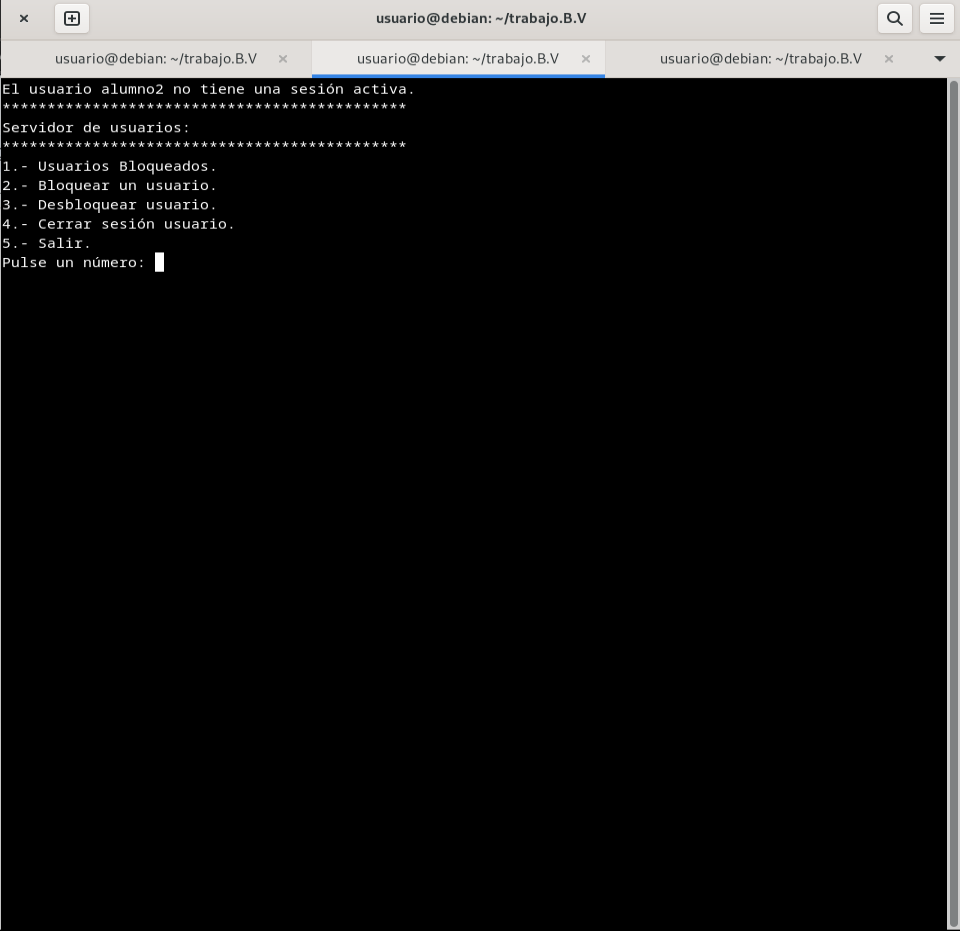 usuario@debian: ~/trabajo.B.V
usuario@debian: ~/trabajo.B.V usuario@debian: ~/trabajo.B.V usuario@debian: ~/trabajo.B.V
El usuario alumno2 no tiene una sesión activa.
*********************************************
Servidor de usuarios:
*********************************************
1.- Usuarios Bloqueados.
2.- Bloquear un usuario.
3.- Desbloquear usuario.
4.- Cerrar sesión usuario.
5.- Salir.
Pulse un número: